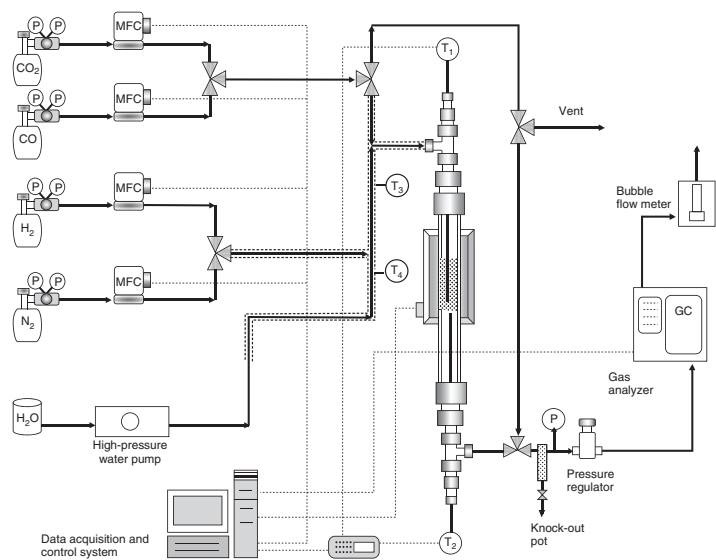 P P
MFC
CO₂
T₁
P P
MFC
CO
Vent
P P
MFC
H₂
T₃
Bubble
flow meter
P P
MFC
N₂
T₄
GC
Gas
analyzer
H₂O
High-pressure
water pump
P
Pressure
regulator
Knock-out
pot
Data acquisition and
control system
T₂